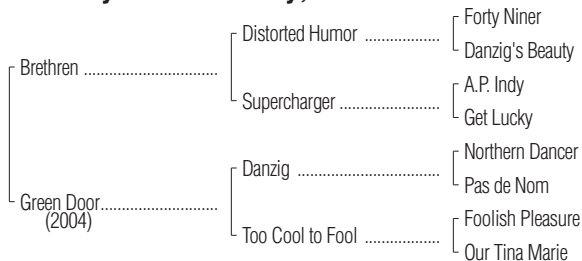 Forty Niner
Distorted Humor ..................
Danzig's Beauty
Brethren ................................
A.P. Indy
Supercharger ........................
Get Lucky
Northern Dancer
Danzig ..................................
Pas de Nom
Green Door............................
(2004)
Foolish Pleasure
Too Cool to Fool ..................
Our Tina Marie